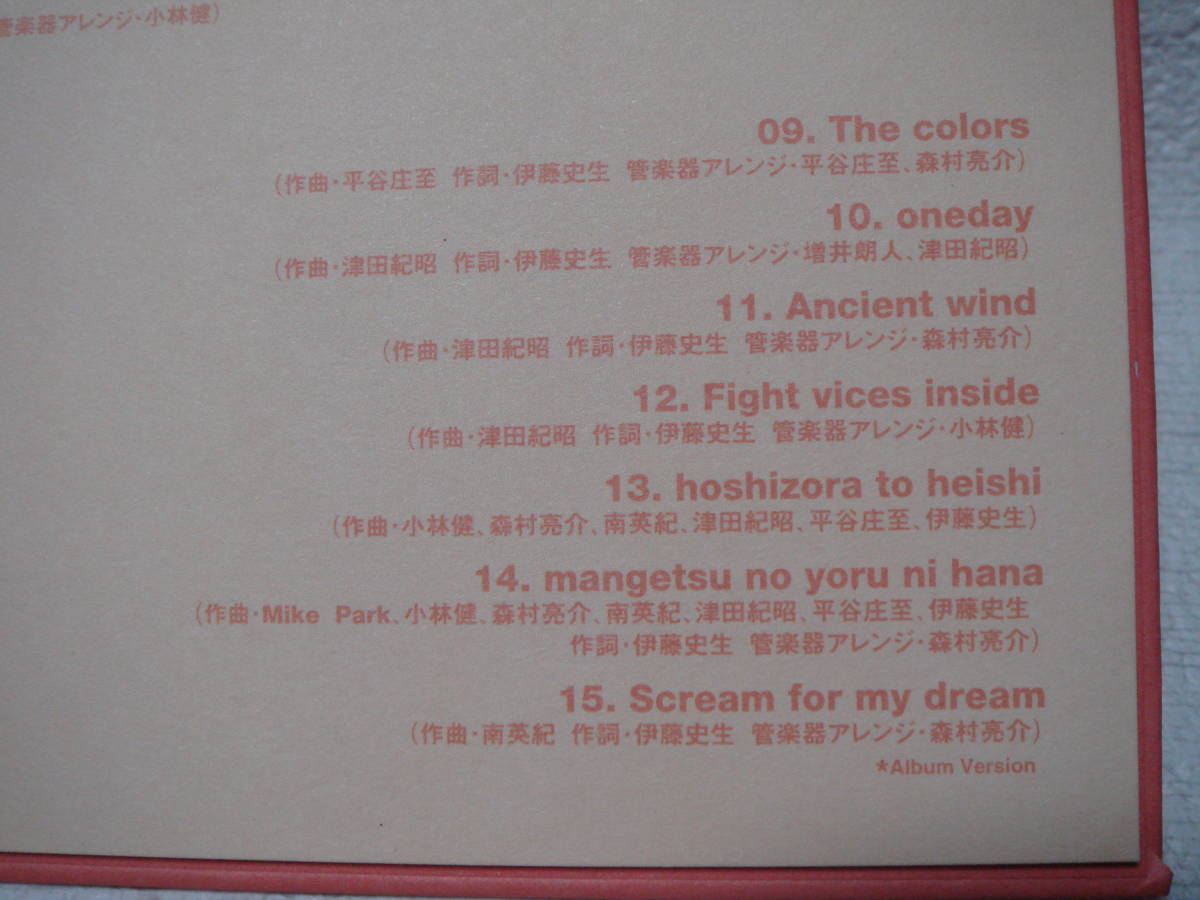 管楽器アレンジ・小林健)
09. The colors
(作曲・平谷庄至 作詞・伊藤史生 管楽器アレンジ・平谷庄至、森村亮介)
10. oneday
(作曲・津田紀昭 作詞・伊藤史生 管楽器アレンジ・増井朗人、津田紀昭)
11. Ancient wind
(作曲・津田紀昭 作詞・伊藤史生 管楽器アレンジ・森村亮介)
12. Fight vices inside
(作曲・津田紀昭 作詞・伊藤史生 管楽器アレンジ・小林健)
13. hoshizora to heishi
(作曲・小林健、森村亮介、南英紀、津田紀昭、平谷庄至、伊藤史生)
14. mangetsu no yoru ni hana
(作曲・Mike Park、小林健、森村亮介、南英紀、津田紀昭、平谷庄至、伊藤史生
作詞・伊藤史生 管楽器アレンジ・森村亮介)
15. Scream for my dream
(作曲・南英紀 作詞・伊藤史生 管楽器アレンジ・森村亮介)
*Album Version